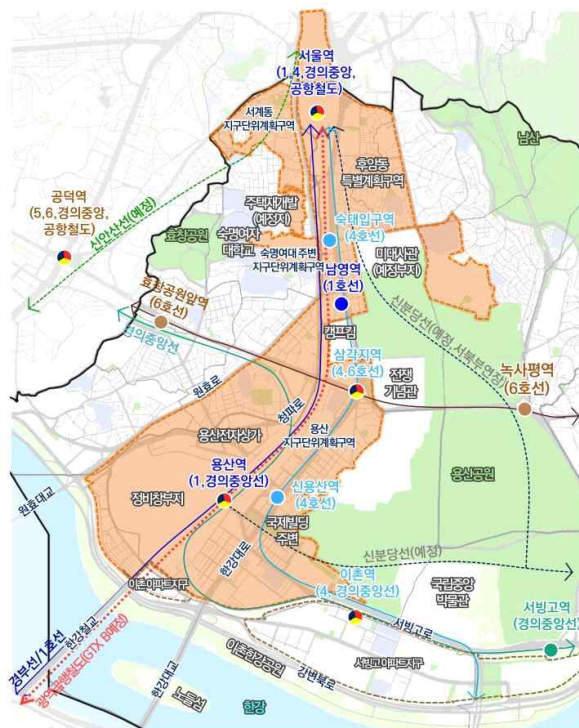 서울역
(1,4,경의중앙,
공항철도)
서계동
지구단위계획구역
남산
후암동
특별계획구역
공덕역
(5,6,경의중앙,
공항철도)
신안산선(예정)
주택재개발
(예정지)
효창공원
숙명여자
대학교
숙대입구역
(4호선)
숙명여대 주변
지구단위계획구역
미대사관
(예정부지)
남영역
(1호선)
효창공원앞역
(6호선)
경의중앙선
캠프킴
신분당선(예정,서북부연장)
삼각지역
(4,6호선)
전쟁
기념관
녹사평역
(6호선)
원효로
청파로
용산전자상가
용산
지구단위계획구역
용산역
(1,경의중앙선)
용산공원
정비창부지
신용산역
(4호선)
원효대교
국제빌딩
주변
한강대로
신분당선(예정)
이촌아파트지구
이촌역
(4, 경의중앙선)
국립중앙
박물관
서빙고역
(경의중앙선)
한강철교
서빙고로
경부선/1호선
광역급행철도(GTX B예정)
한강대교
이촌한강공원
서빙고아파트지구
강변북로
노들섬
한강